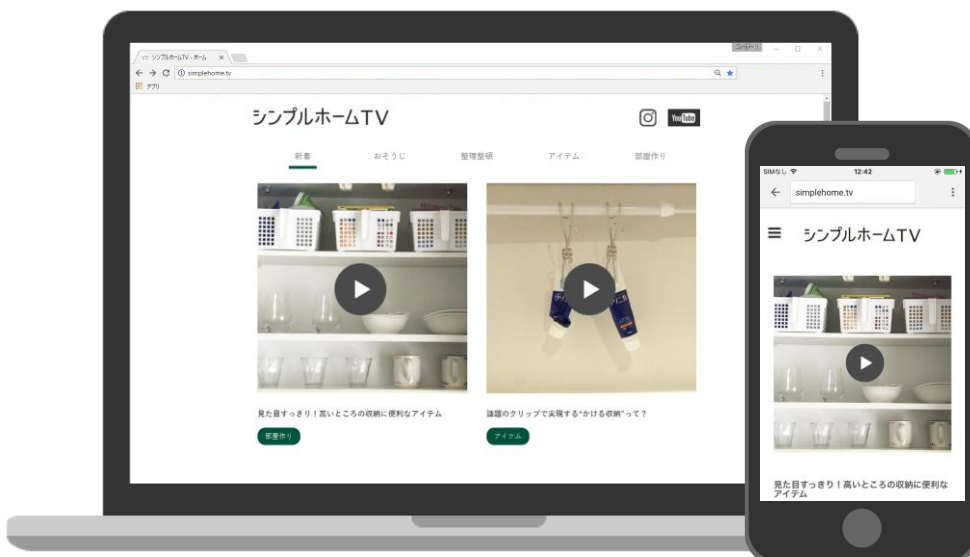 シンプルホームTV - ホーム
simplehome.tv
アプリ
シンプルホームTV
YouTube
新着
おそうじ
整理整頓
アイテム
部屋作り
見た目すっきり！高いところの収納に便利なアイテム
部屋作り
話題のクリップで実現する"かける収納"って？
アイテム
SIMなし
12:42
simplehome.tv
シンプルホームTV
見た目すっきり！高いところの収納に便利な
アイテム